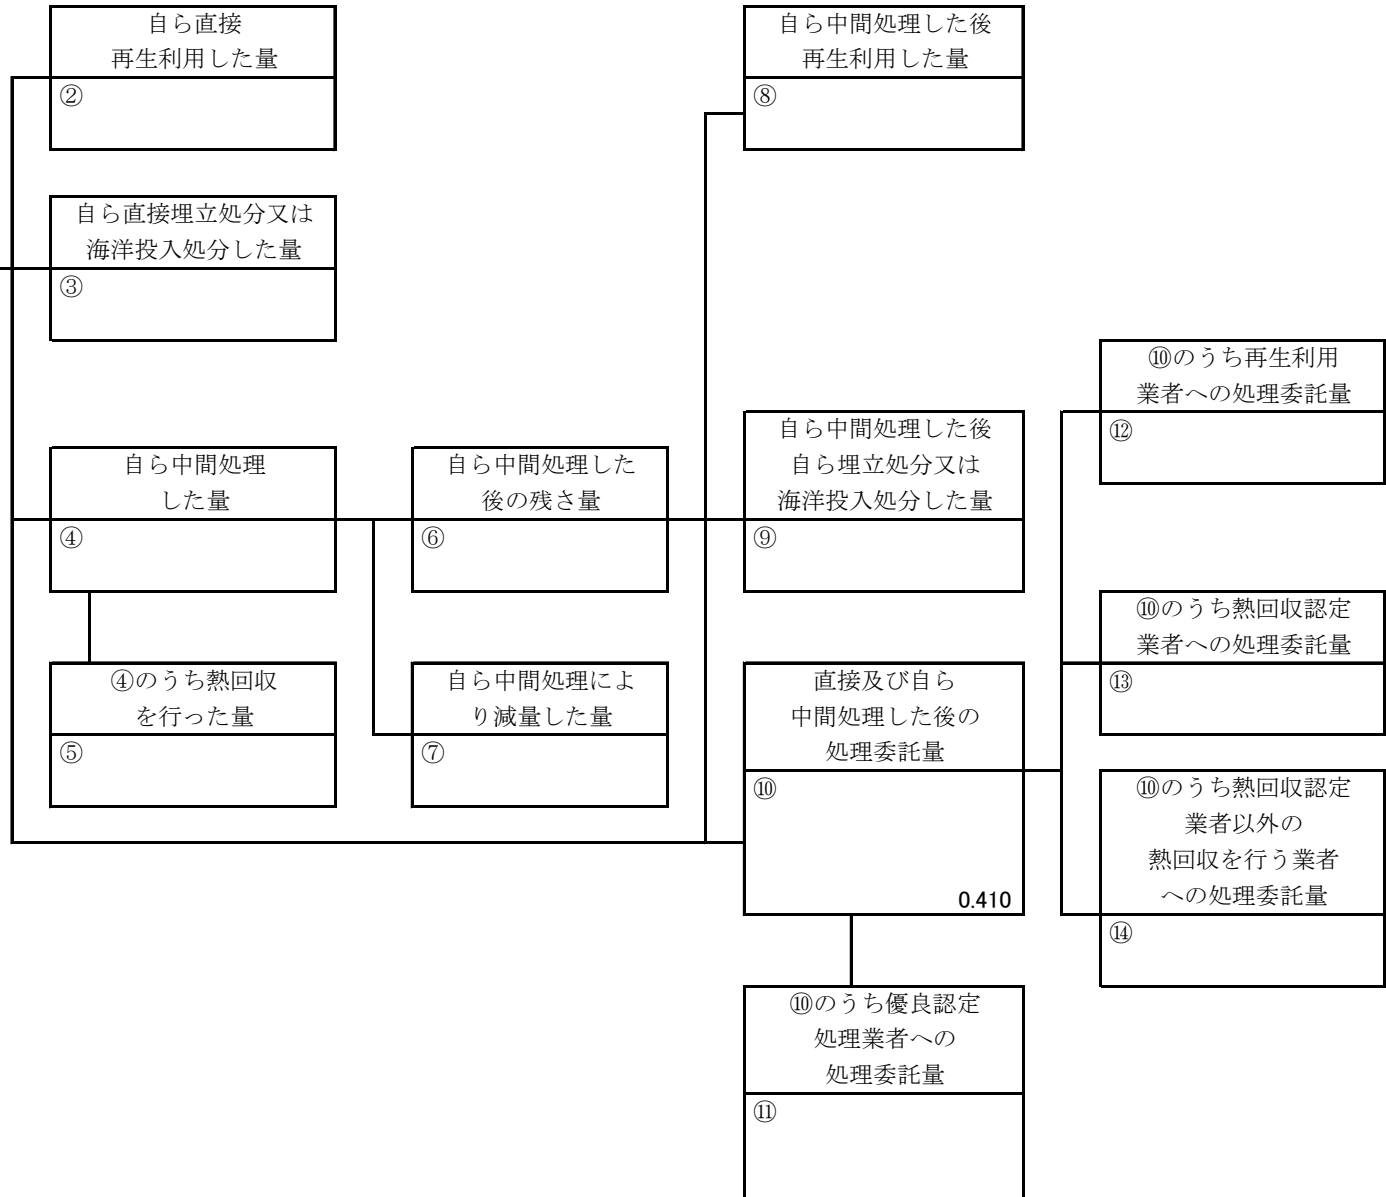 自ら直接
再生利用した量
②
自ら中間処理した後
再生利用した量
⑧
自ら直接埋立処分又は
海洋投入処分した量
③
⑩のうち再生利用
業者への処理委託量
⑫
自ら中間処理
した量
④
自ら中間処理した
後の残さ量
⑥
自ら中間処理した後
自ら埋立処分又は
海洋投入処分した量
⑨
⑩のうち熱回収認定
業者への処理委託量
⑬
④のうち熱回収
を行った量
⑤
自ら中間処理によ
り減量した量
⑦
直接及び自ら
中間処理した後の
処理委託量
⑩
0.410
⑩のうち熱回収認定
業者以外の
熱回収を行う業者
への処理委託量
⑭
⑩のうち優良認定
処理業者への
処理委託量
⑪